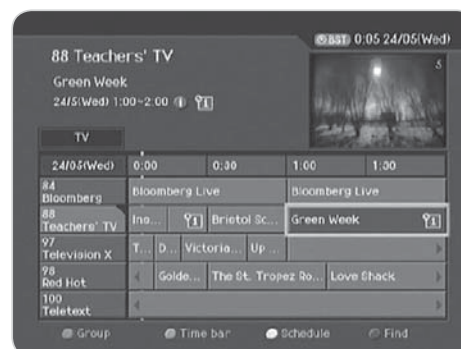 BST 0:05 24/05(Wed)
88 Teachers' TV
5
Green Week
24/5(Wed) 1:00~2:00
TV
24/05(Wed) 0:00 0:30 1:00 1:30
84 Bloomberg Bloomberg Live Bloomberg Live
88 Teachers' TV Ins... Bristol Sc... Green Week
97 Television X T... D... Victoria... Up ...
98 Red Hot Golde... The St. Tropez Ro... Love Shack
100 Teletext
Group Time bar Schedule Find